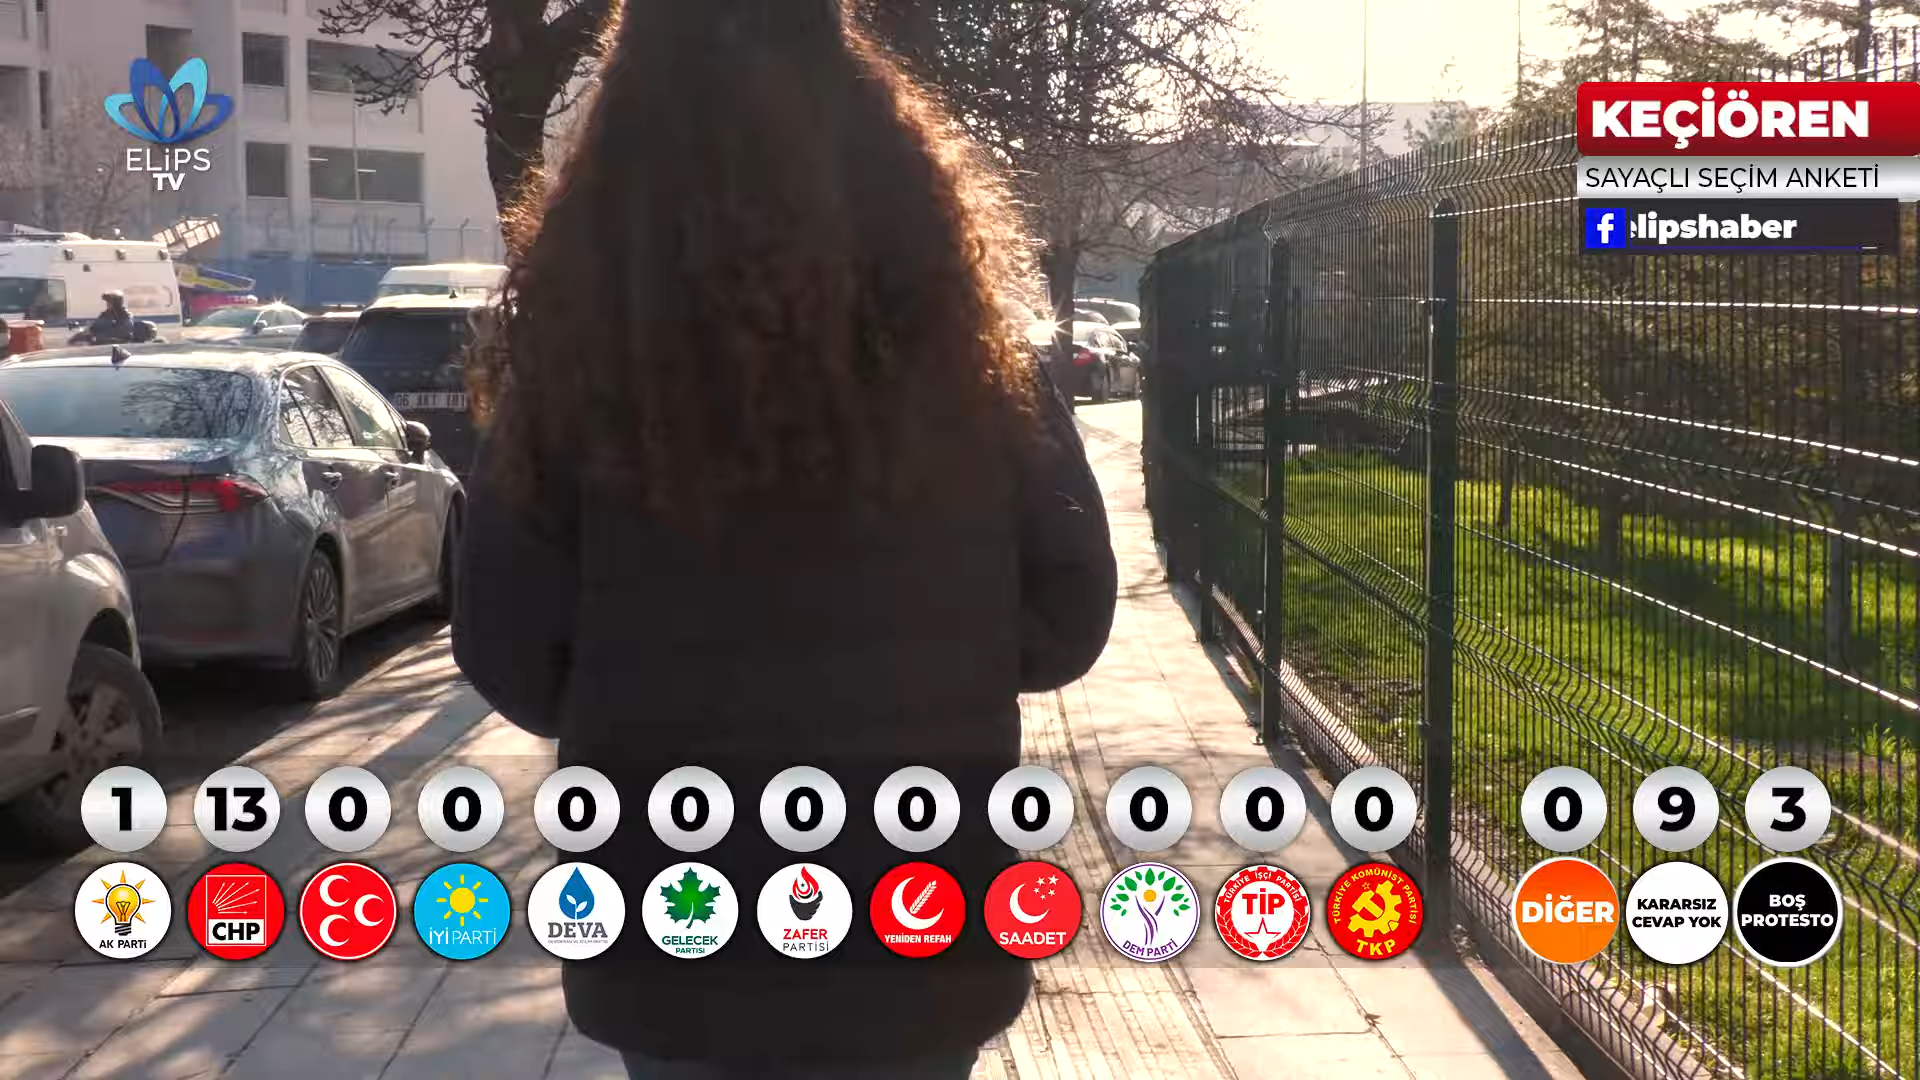 ELiPS
TV
KEÇİÖREN
SAYAÇLI SEÇİM ANKETİ
f elipshaber
1 13 0 0 0 0 0 0 0 0 0 0 0 9 3
AK PARTi
CHP
İYİ PARTİ
DEVA
GELECEK
PARTİSİ
ZAFER
PARTİSİ
YENİDEN REFAH
SAADET
DEM PARTİ
TÜRKİYE İŞÇİ PARTİSİ
TİP
TÜRKİYE KOMÜNİST PARTİSİ
TKP
DİĞER
KARARSIZ
CEVAP YOK
BOŞ
PROTESTO